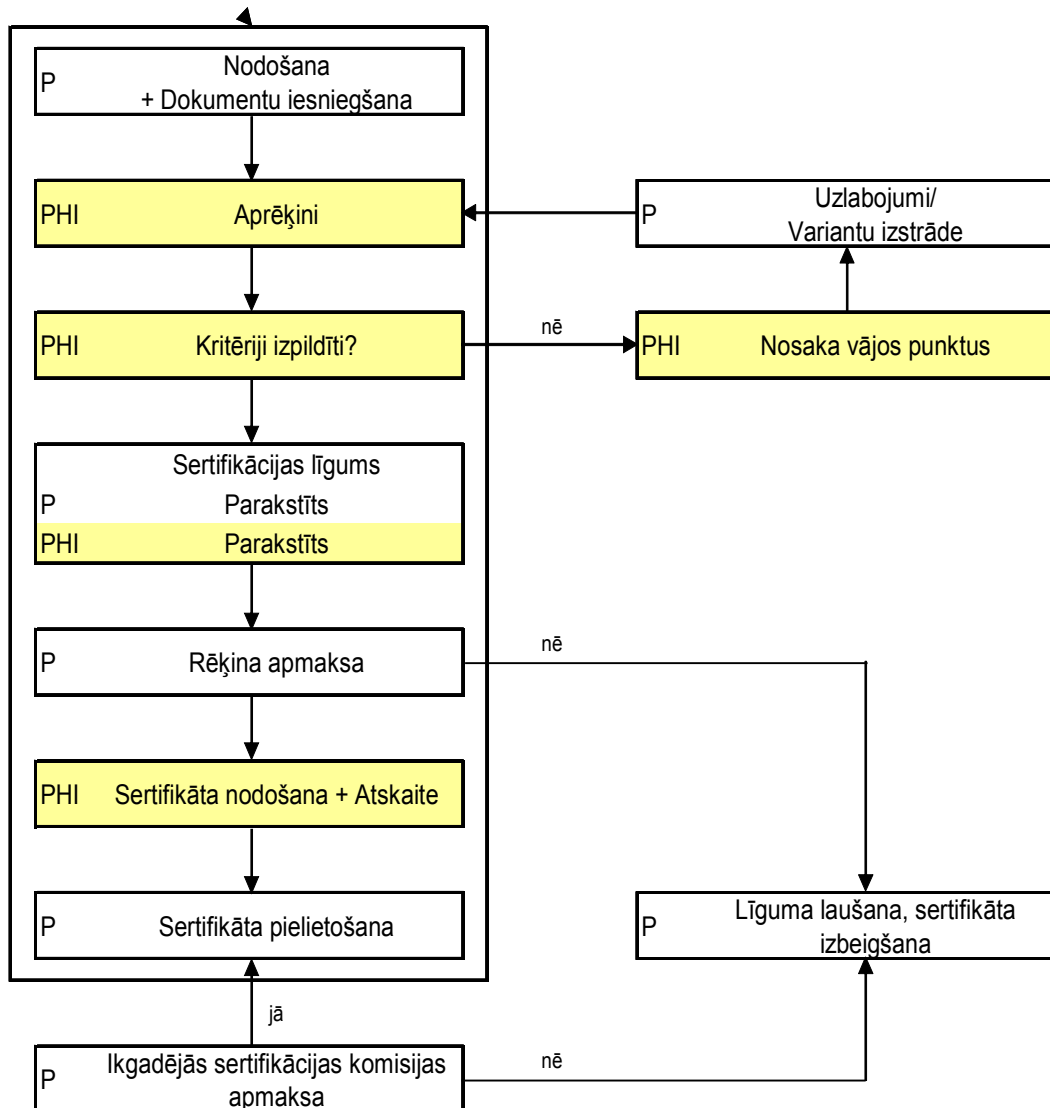 P
Nodošana
+ Dokumentu iesniegšana
PHI Aprēķini
P
Uzlabojumi/
Variantu izstrāde
PHI Kritēriji izpildīti?
nē
PHI Nosaka vājos punktus
Sertifikācijas līgums
P Parakstīts
PHI Parakstīts
P Rēķina apmaksa
nē
PHI Sertifikāta nodošana + Atskaite
P Sertifikāta pielietošana
P
Līguma laušana, sertifikāta
izbeigšana
jā
P
Ikgadējās sertifikācijas komisijas
apmaksa
nē